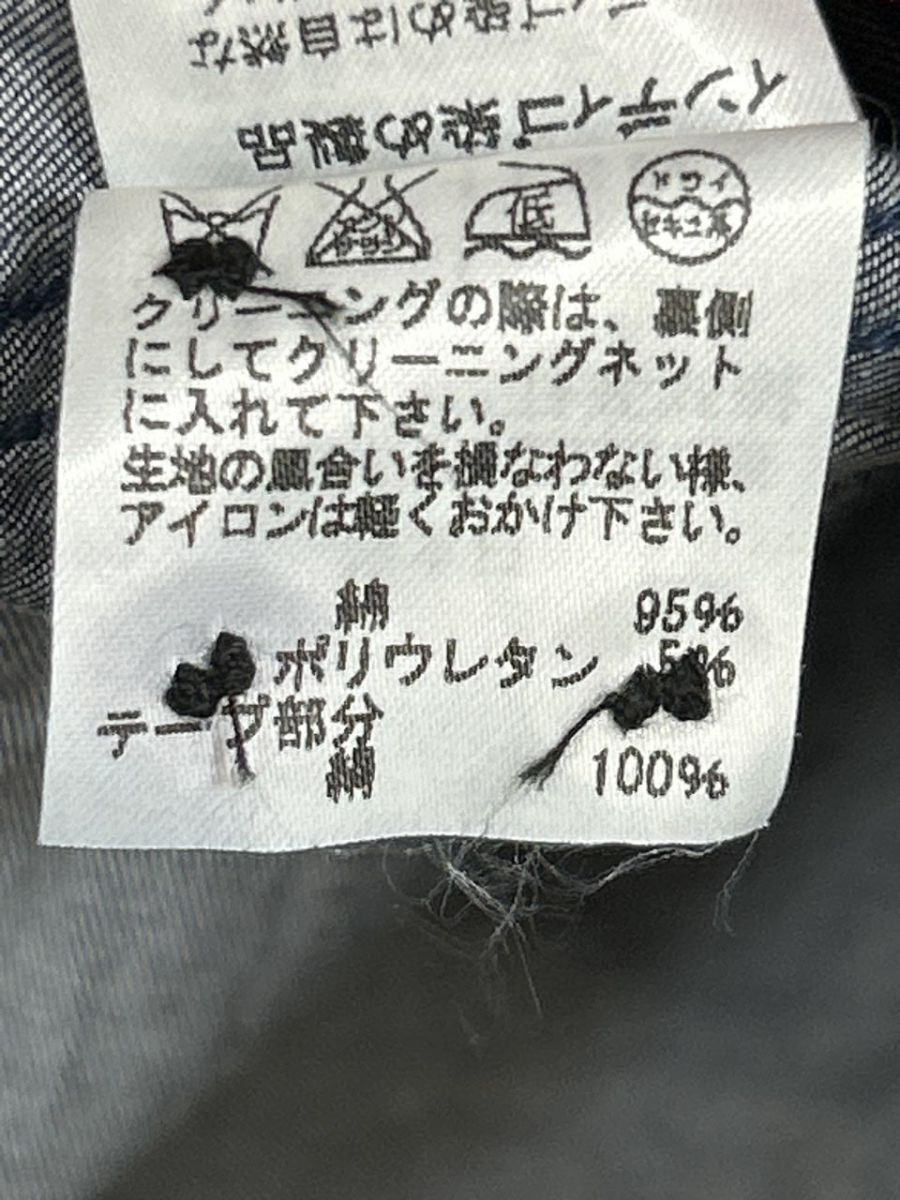 インディゴ染め製品
低
ドライ
セキユ系
クリーニングの際は、裏側
にしてクリーニングネット
に入れて下さい。
生地の風合いを損なわない様、
アイロンは軽くおかけ下さい。
綿 95%
ポリウレタン 5%
テープ部分
綿 100%